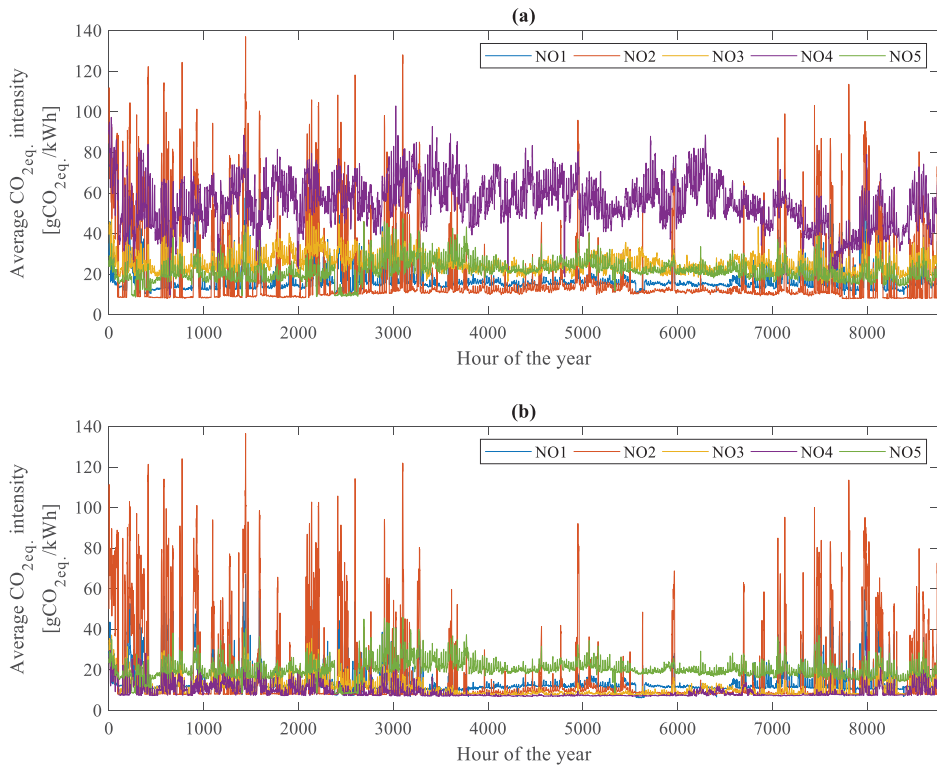 (a)
140
120
100
80
60
40
20
0
Average CO2eq. intensity
[gCO2eq./kWh]
NO1 NO2 NO3 NO4 NO5
0 1000 2000 3000 4000 5000 6000 7000 8000
Hour of the year
(b)
140
120
100
80
60
40
20
0
Average CO2eq. intensity
[gCO2eq./kWh]
NO1 NO2 NO3 NO4 NO5
0 1000 2000 3000 4000 5000 6000 7000 8000
Hour of the year